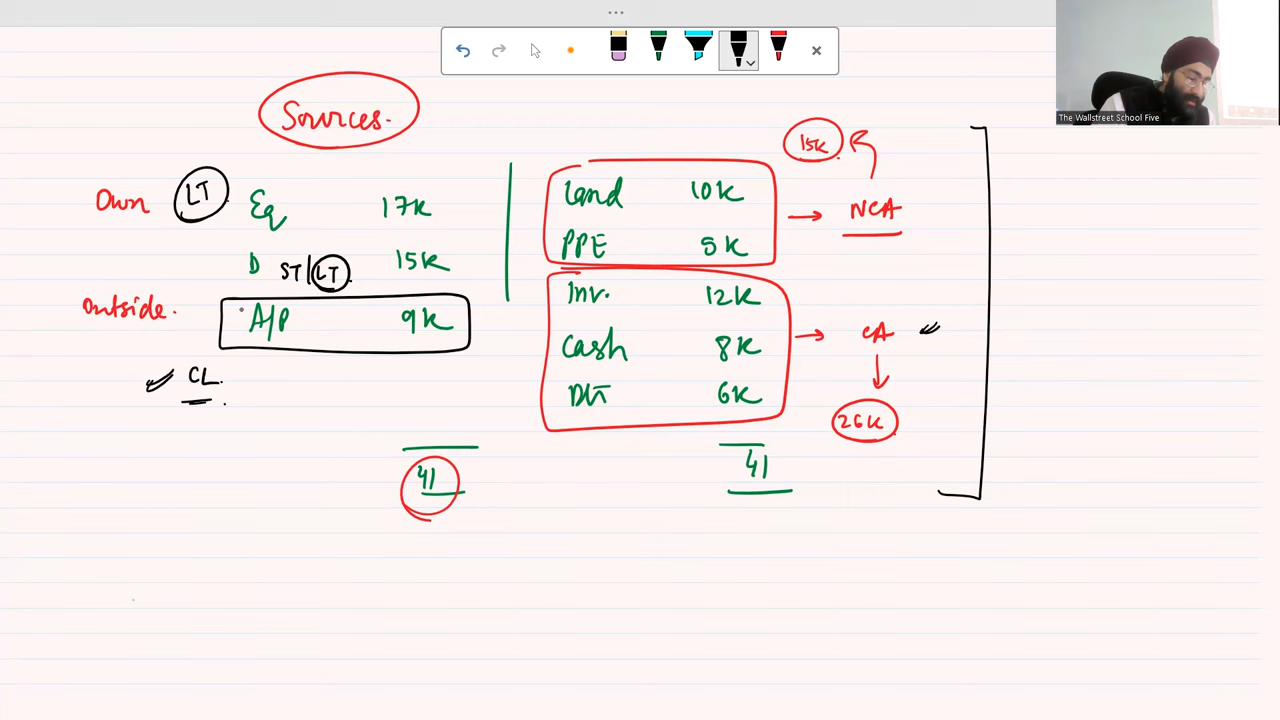 The Wallstreet School Five
Sources.
15K
Own LT Eq 17K
Land 10K
NCA
D ST/LT 15K
PPE 5K
Outside.
A/P 9K
Inv. 12K
Cash 8K
CA
CL.
6K
26K
41
41